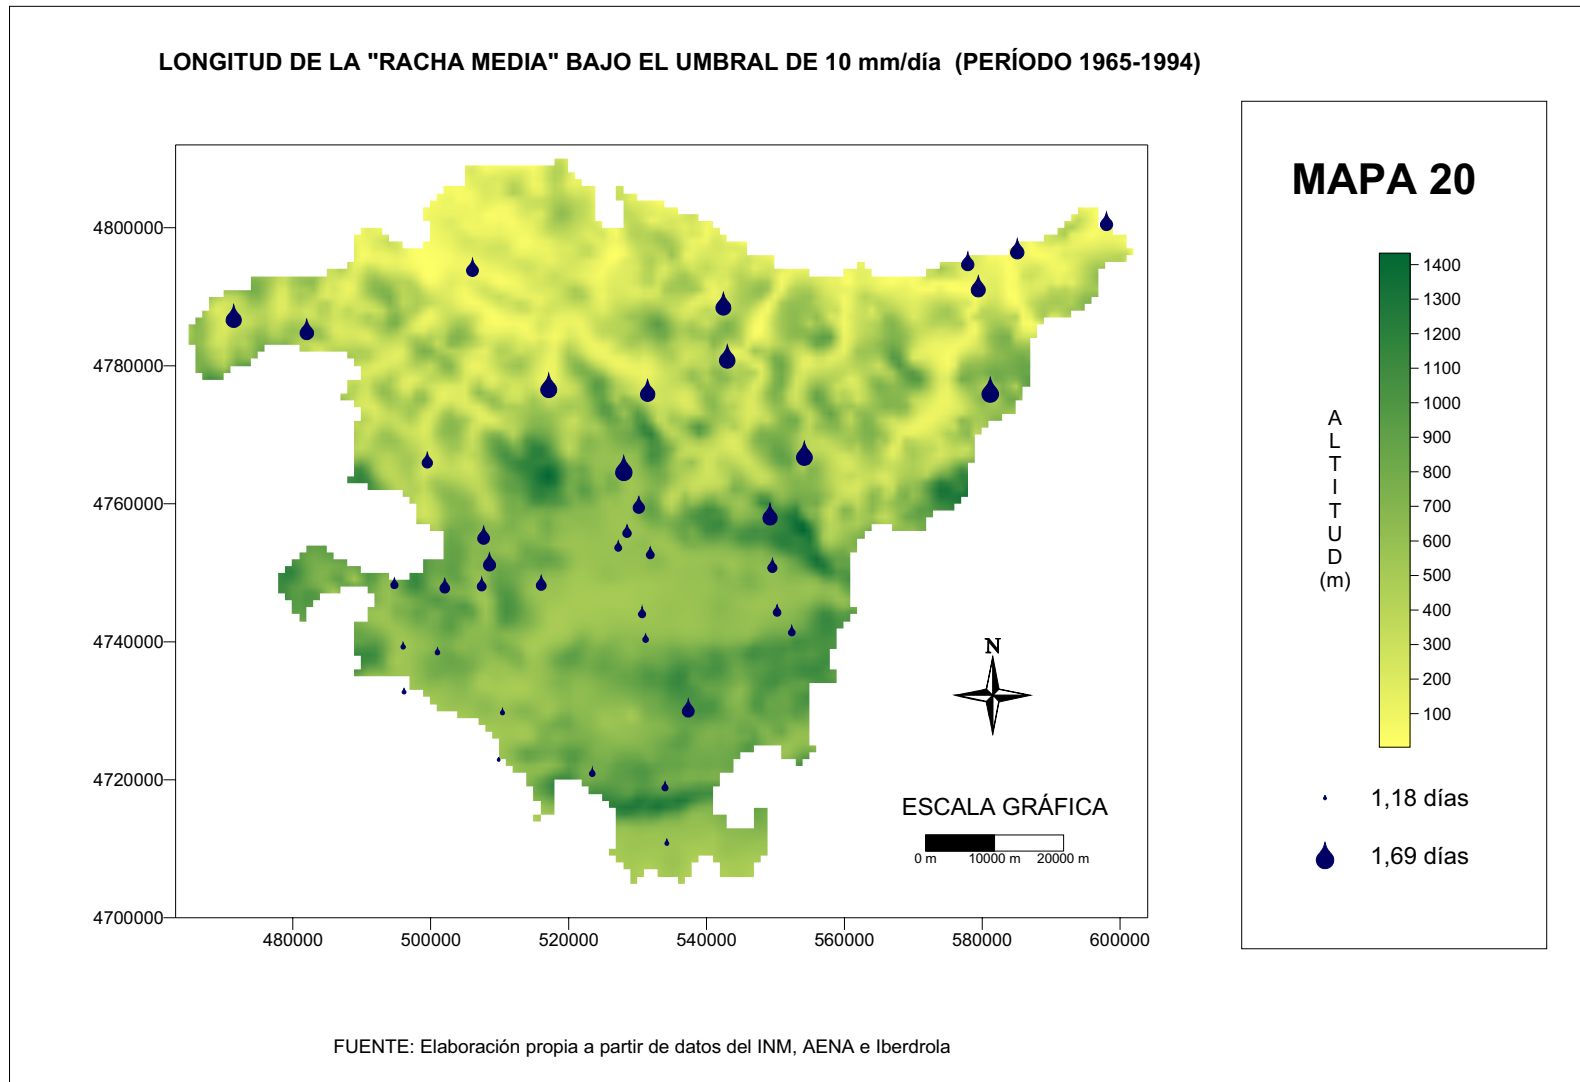 LONGITUD DE LA "RACHA MEDIA" BAJO EL UMBRAL DE 10 mm/día (PERÍODO 1965-1994)
MAPA 20
4800000
4780000
4760000
4740000
4720000
4700000
480000
500000
520000
540000
560000
580000
600000
N
ESCALA GRÁFICA
0 m
10000 m
20000 m
ALTITUD
(m)
1400
1300
1200
1100
1000
900
800
700
600
500
400
300
200
100
1,18 días
1,69 días
FUENTE: Elaboración propia a partir de datos del INM, AENA e Iberdrola